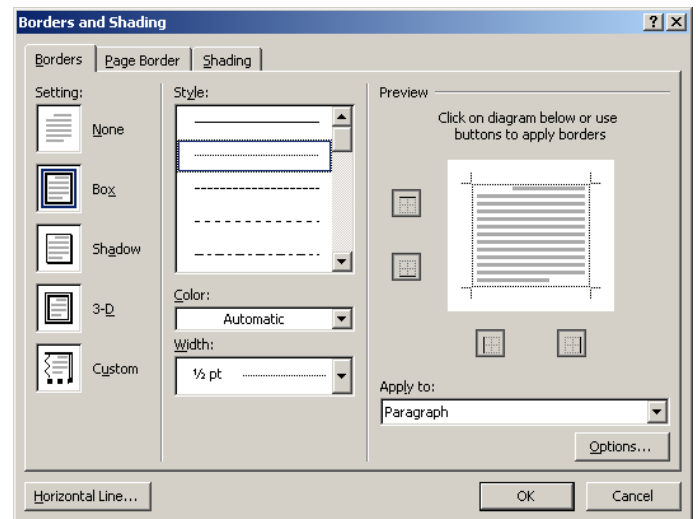 Borders and Shading
Borders
Page Border
Shading
Setting:
None
Box
Shadow
3-D
Custom
Style:
Color:
Automatic
Width:
½ pt
Preview
Click on diagram below or use
buttons to apply borders
Apply to:
Paragraph
Options...
Horizontal Line...
OK
Cancel